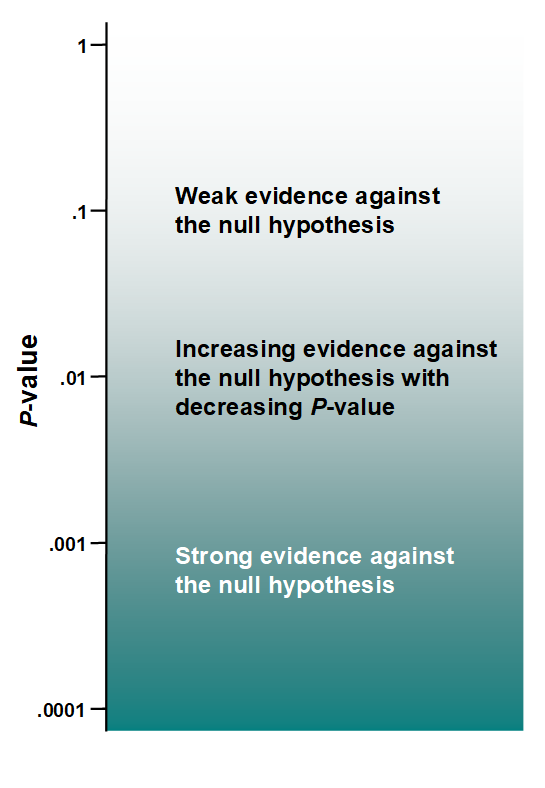 1
Weak evidence against
.1
the null hypothesis
P-value
Increasing evidence against
.01
the null hypothesis with
decreasing P-value
.001
Strong evidence against
the null hypothesis
.0001